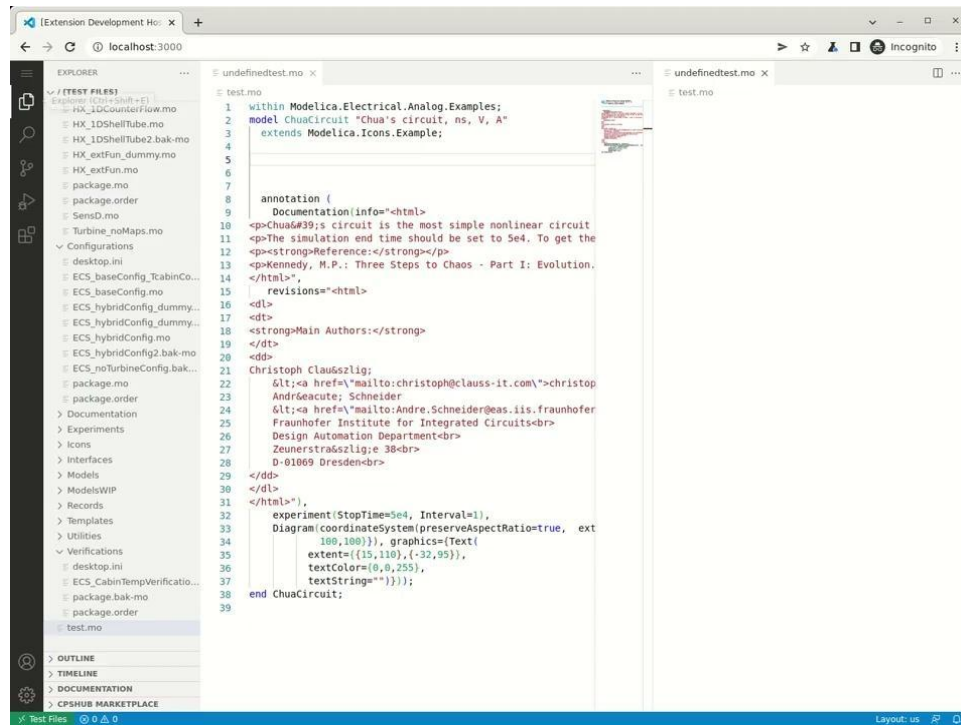 [Extension Development Hos
localhost:3000
Incognito
EXPLORER
/ [TEST FILES]
Explorer (Ctrl+Shift+E)
HX_1DCounterFlow.mo
HX_1DShellTube.mo
HX_1DShellTube2.bak-mo
HX_extFun_dummy.mo
HX_extFun.mo
package.mo
package.order
SensD.mo
Turbine_noMaps.mo
Configurations
desktop.ini
ECS_baseConfig_TcabinCo...
ECS_baseConfig.mo
ECS_hybridConfig_dummy...
ECS_hybridConfig_dummy...
ECS_hybridConfig.mo
ECS_hybridConfig2.bak-mo
ECS_noTurbineConfig.bak...
package.mo
package.order
Documentation
Experiments
Icons
Interfaces
Models
ModelsWIP
Records
Templates
Utilities
Verifications
desktop.ini
ECS_CabinTempVerificatio...
package.bak-mo
package.order
test.mo
OUTLINE
TIMELINE
DOCUMENTATION
CPSHUB MARKETPLACE
undefinedtest.mo
test.mo
1 within Modelica.Electrical.Analog.Examples;
2 model ChuaCircuit "Chua's circuit, ns, V, A"
3 extends Modelica.Icons.Example;
4
5
6
7
8 annotation (
9 Documentation(info="<html>
10 <p>Chua&#39;s circuit is the most simple nonlinear circuit
11 <p>The simulation end time should be set to 5e4. To get the
12 <p><strong>Reference:</strong></p>
13 <p>Kennedy, M.P.: Three Steps to Chaos - Part I: Evolution.
14 </html>",
15 revisions="<html>
16 <dl>
17 <dt>
18 <strong>Main Authors:</strong>
19 </dt>
20 <dd>
21 Christoph Clau&szlig;
22 &lt;<a href=\"mailto:christoph@clauss-it.com\">christop
23 Andr&eacute; Schneider
24 &lt;<a href=\"mailto:Andre.Schneider@eas.iis.fraunhofer
25 Fraunhofer Institute for Integrated Circuits<br>
26 Design Automation Department<br>
27 Zeunerstra&szlig;e 38<br>
28 D-01069 Dresden<br>
29 </dd>
30 </dl>
31 </html>"),
32 experiment(StopTime=5e4, Interval=1),
33 Diagram(coordinateSystem(preserveAspectRatio=true, ext
34 100,100}}), graphics={Text(
35 extent={{15,110},{-32,95}},
36 textColor={0,0,255},
37 textString="")}));
38 end ChuaCircuit;
39
undefinedtest.mo
test.mo
Test Files 0 0
Layout: us